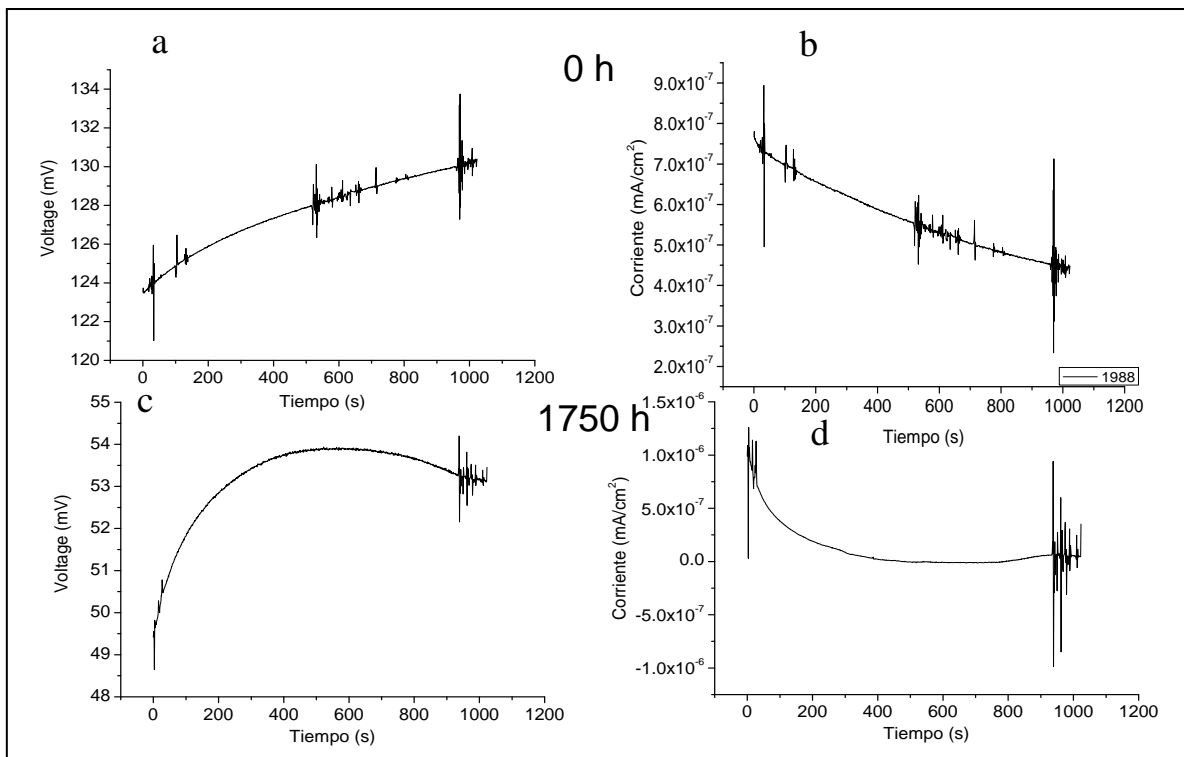 a
0 h
b
134
132
130
128
126
124
122
120
Voltage (mV)
0 200 400 600 800 1000 1200
Tiempo (s)
9.0x10⁻⁷
8.0x10⁻⁷
7.0x10⁻⁷
6.0x10⁻⁷
5.0x10⁻⁷
4.0x10⁻⁷
3.0x10⁻⁷
2.0x10⁻⁷
Corriente (mA/cm²)
1988
0 200 400 600 800 1000 1200
Tiempo (s)
c
1750 h
d
55
54
53
52
51
50
49
48
Voltage (mV)
0 200 400 600 800 1000 1200
Tiempo (s)
1.5x10⁻⁶
1.0x10⁻⁶
5.0x10⁻⁷
0.0
-5.0x10⁻⁷
-1.0x10⁻⁶
Corriente (mA/cm²)
0 200 400 600 800 1000 1200
Tiempo (s)